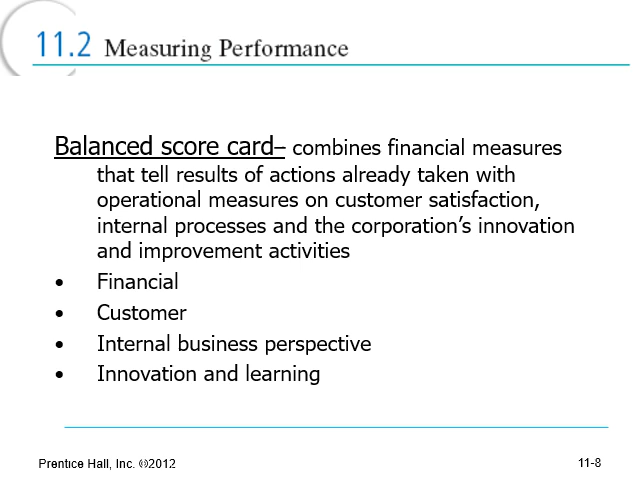 11.2 Measuring Performance
Balanced score card– combines financial measures
that tell results of actions already taken with
operational measures on customer satisfaction,
internal processes and the corporation’s innovation
and improvement activities
• Financial
• Customer
• Internal business perspective
• Innovation and learning
Prentice Hall, Inc. ©2012
11-8